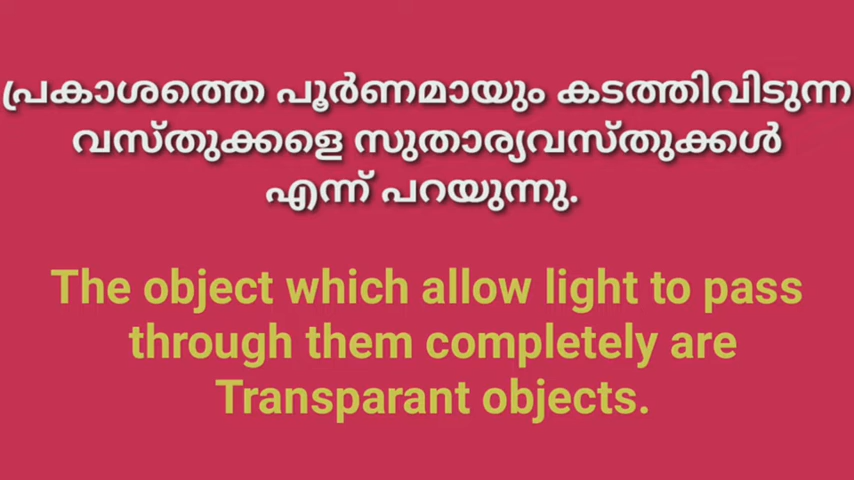 പ്രകാശത്തെ പൂർണമായും കടത്തിവിടുന്ന
വസ്തുക്കളെ സുതാര്യവസ്തുക്കൾ
എന്ന് പറയുന്നു.
The object which allow light to pass
through them completely are
Transparant objects.